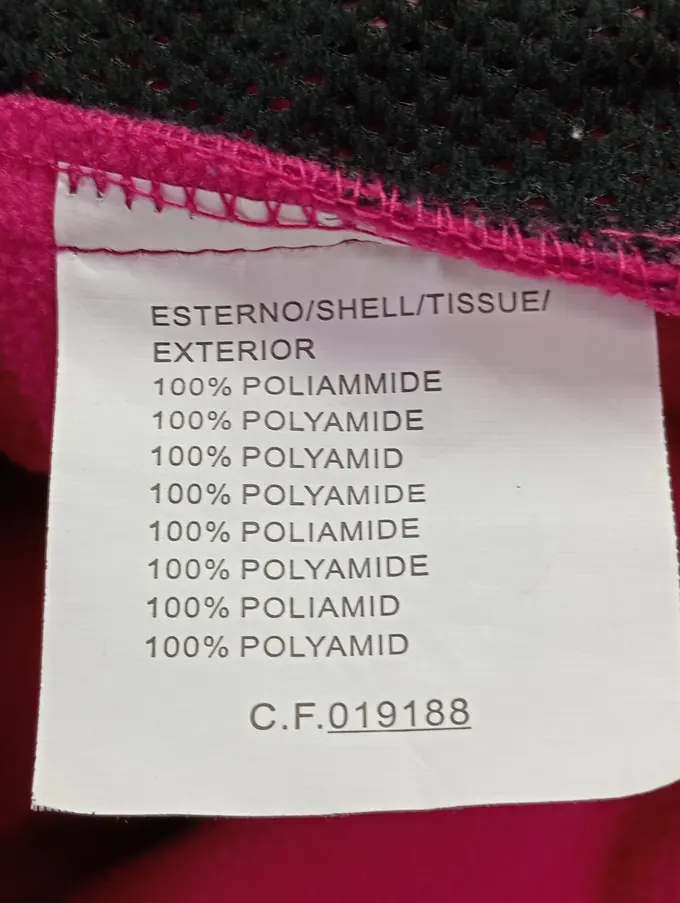 ESTERNO/SHELL/TISSUE/
EXTERIOR
100% POLIAMMIDE
100% POLYAMIDE
100% POLYAMID
100% POLYAMIDE
100% POLIAMIDE
100% POLYAMIDE
100% POLIAMID
100% POLYAMID
C.F.019188